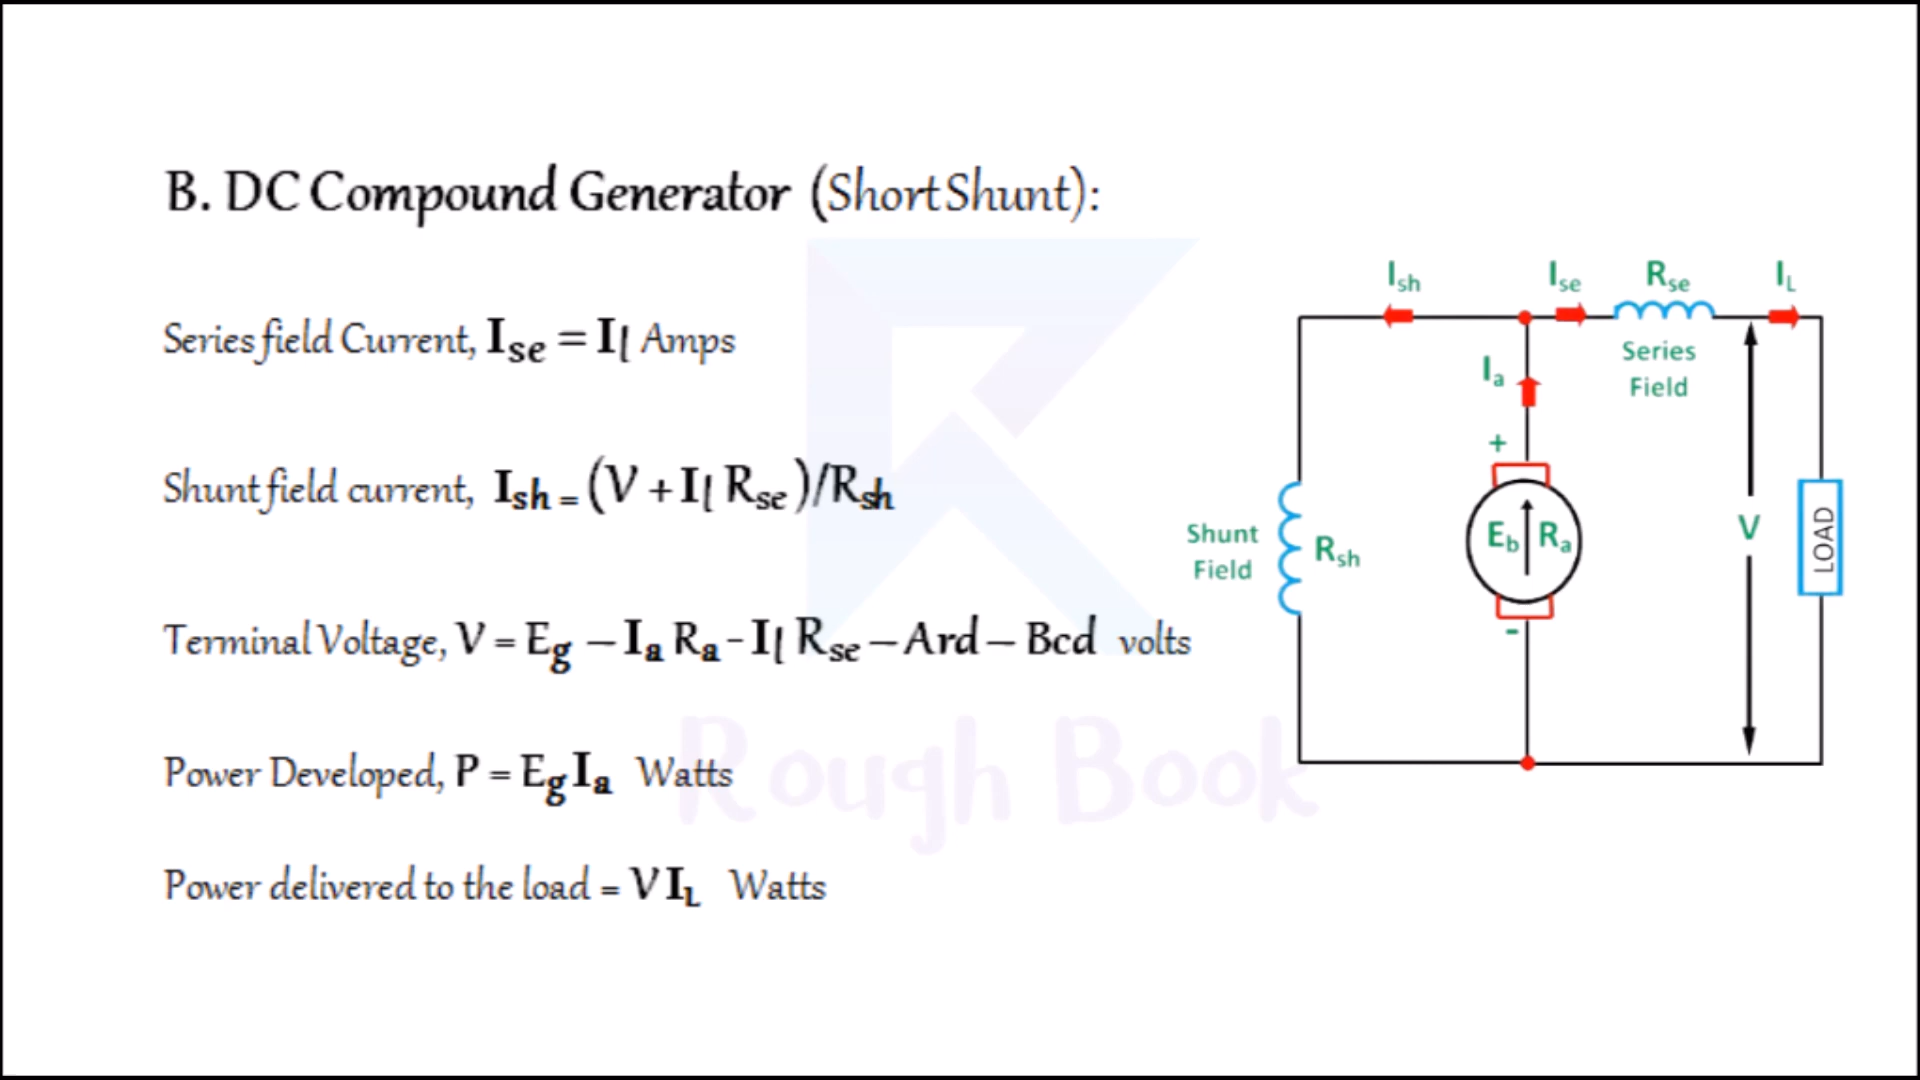 B. DC Compound Generator (Short Shunt):
Series field Current, Ise = Il Amps
Shunt field current, Ish = (V + Il Rse)/Rsh
Terminal Voltage, V = Eg – Ia Ra - Il Rse – Ard – Bcd volts
Power Developed, P = EgIa Watts
Power delivered to the load = V IL Watts
Ish
Ise
Rse
IL
Series
Field
Ia
+
Eb
Ra
-
Shunt
Field
Rsh
V
LOAD
Rough Book